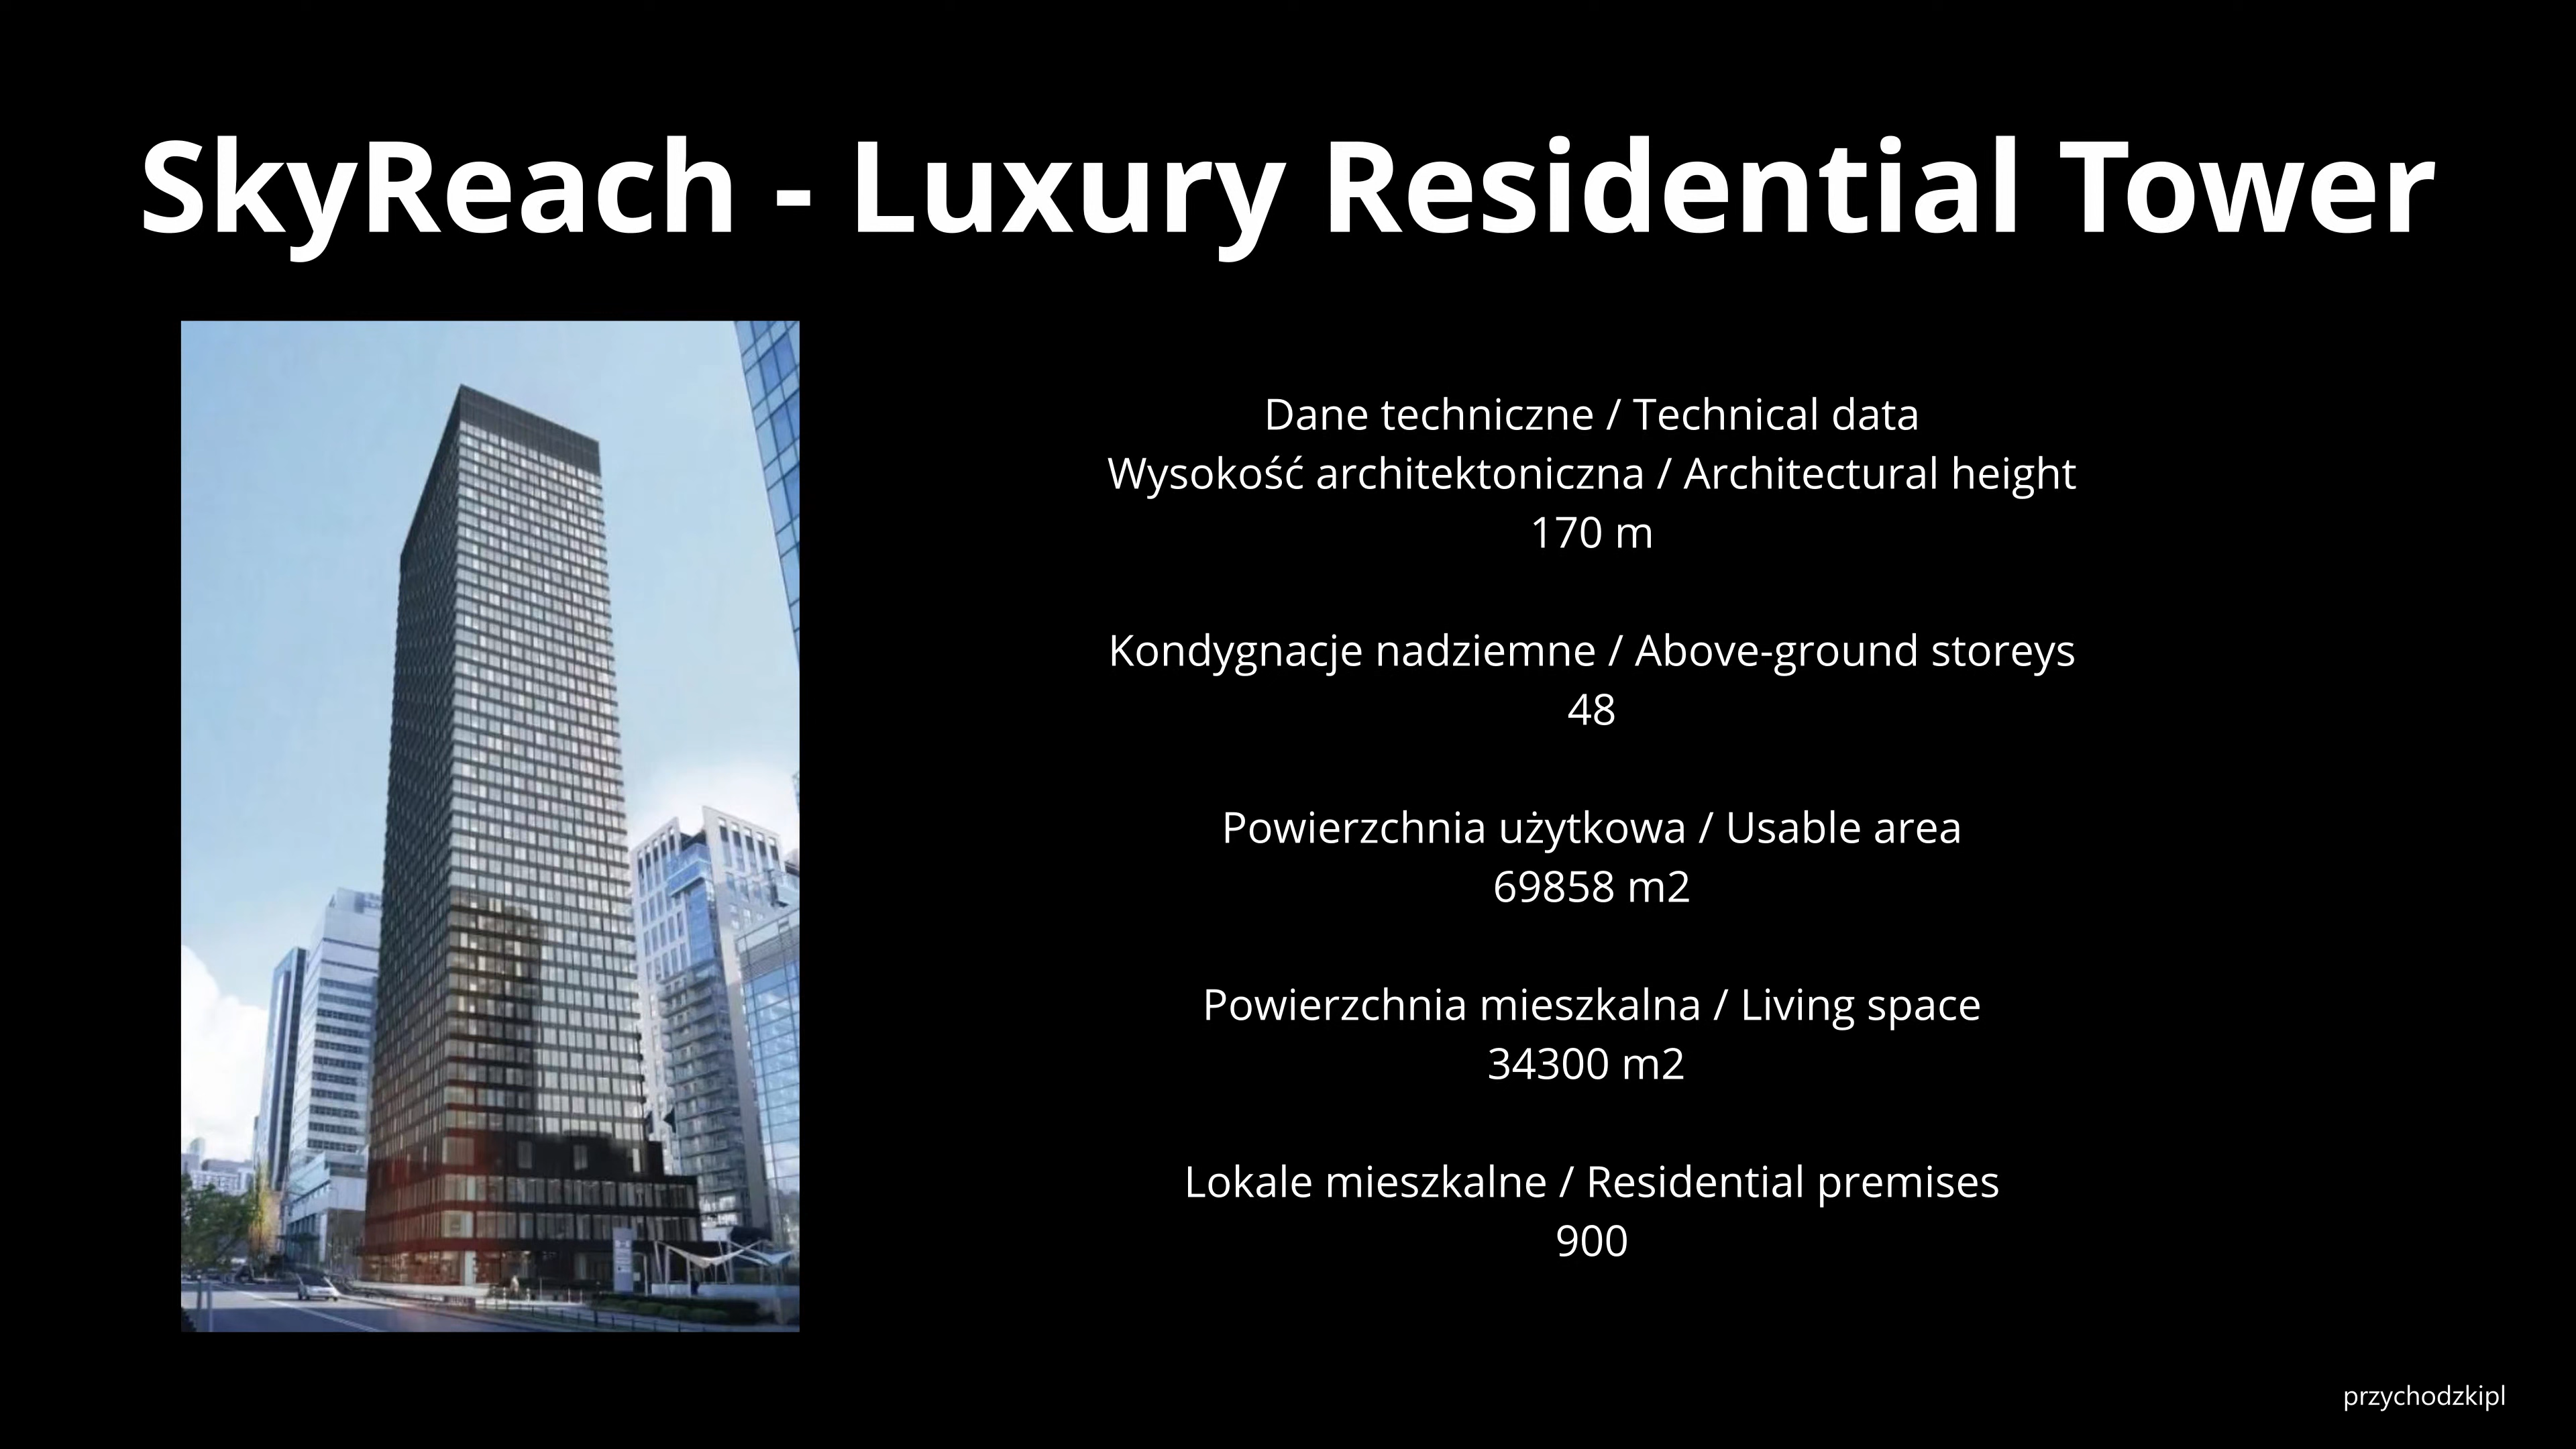 SkyReach - Luxury Residential Tower
Dane techniczne / Technical data
Wysokość architektoniczna / Architectural height
170 m
Kondygnacje nadziemne / Above-ground storeys
48
Powierzchnia użytkowa / Usable area
69858 m2
Powierzchnia mieszkalna / Living space
34300 m2
Lokale mieszkalne / Residential premises
900
przychodzkipl